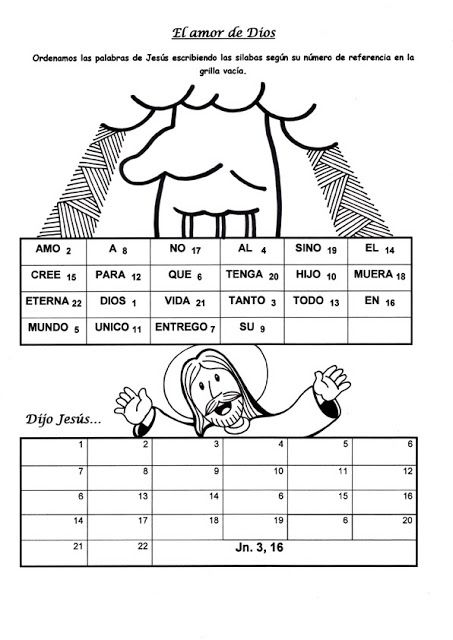 El amor de Dios
Ordenamos las palabras de Jesús escribiendo las silabas según su número de referencia en la
grilla vacía.
AMO 2 A 8 NO 17 AL 4 SINO 19 EL 14
CREE 15 PARA 12 QUE 6 TENGA 20 HIJO 10 MUERA 18
ETERNA 22 DIOS 1 VIDA 21 TANTO 3 TODO 13 EN 16
MUNDO 5 UNICO 11 ENTREGO 7 SU 9
Dijo Jesús...
1 2 3 4 5 6
7 8 9 10 11 12
6 13 14 6 15 16
14 17 18 19 6 20
21 22 Jn. 3, 16